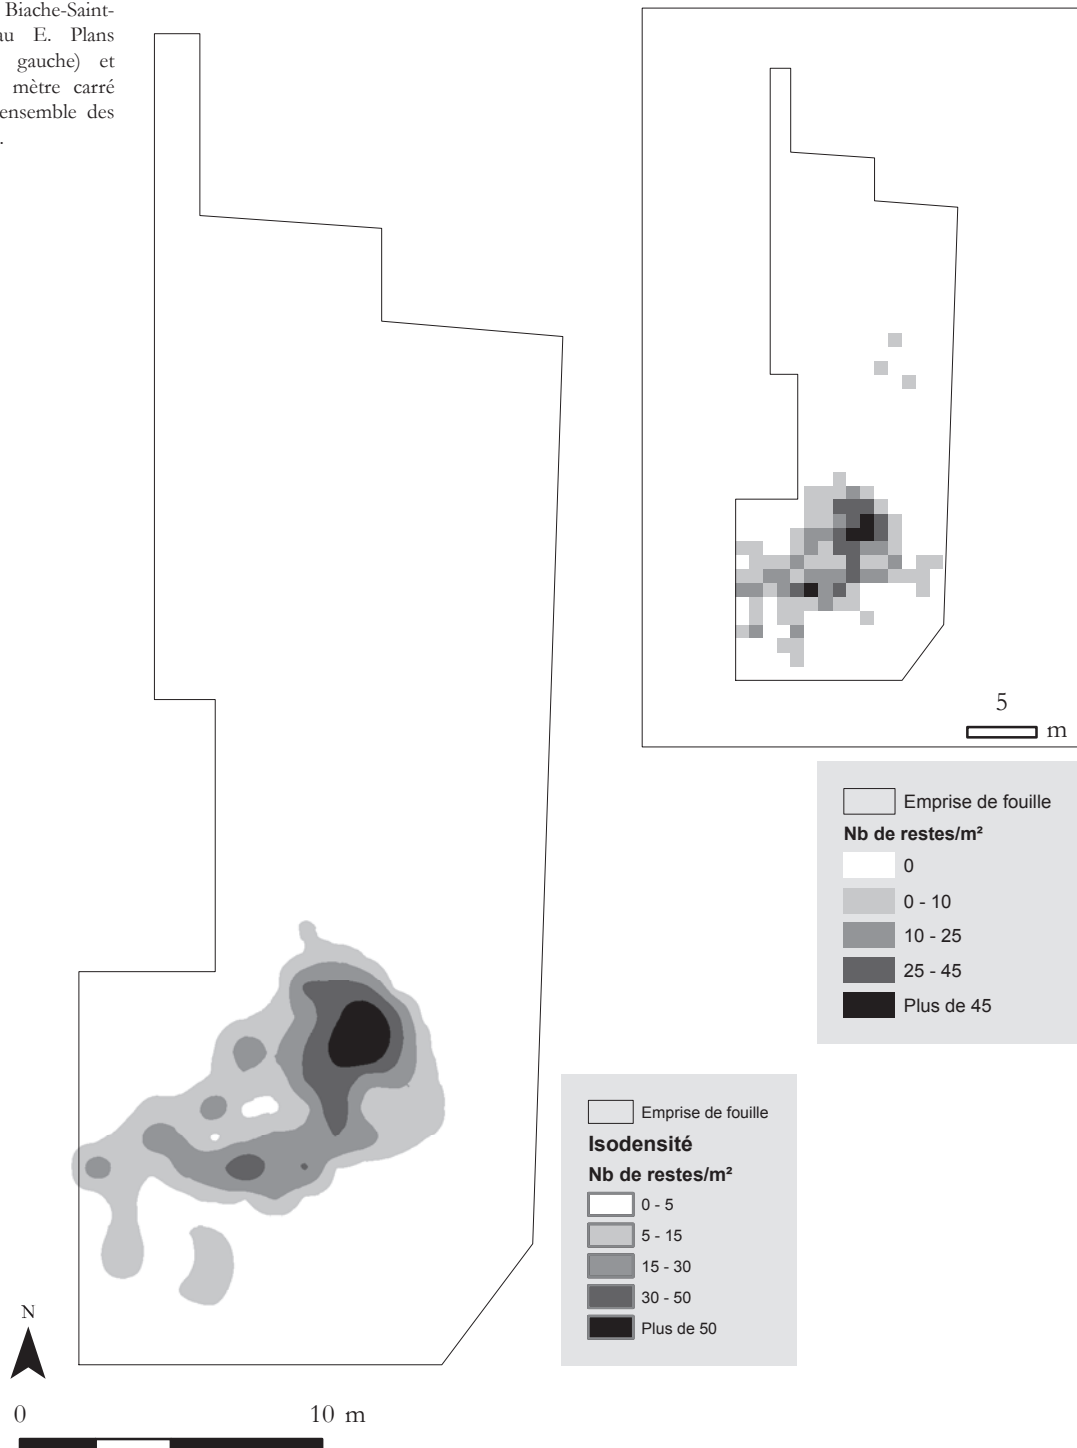 Biache-Saint-
au E. Plans
gauche) et
mètre carré
ensemble des
.
5
m
Emprise de fouille
Nb de restes/m²
0
0 - 10
10 - 25
25 - 45
Plus de 45
Emprise de fouille
Isodensité
Nb de restes/m²
0 - 5
5 - 15
15 - 30
30 - 50
Plus de 50
N
0 10 m